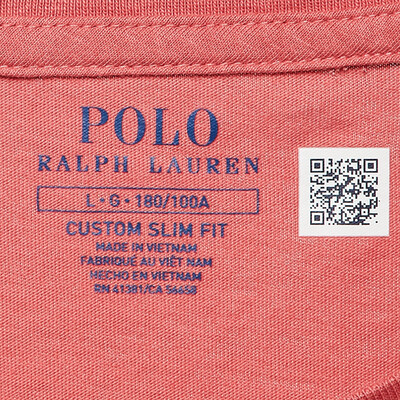 POLO
RALPH LAUREN
L • G • 180/100A
CUSTOM SLIM FIT
MADE IN VIETNAM
FABRIQUÉ AU VIÊT NAM
HECHO EN VIETNAM
RN 41381/CA 56658